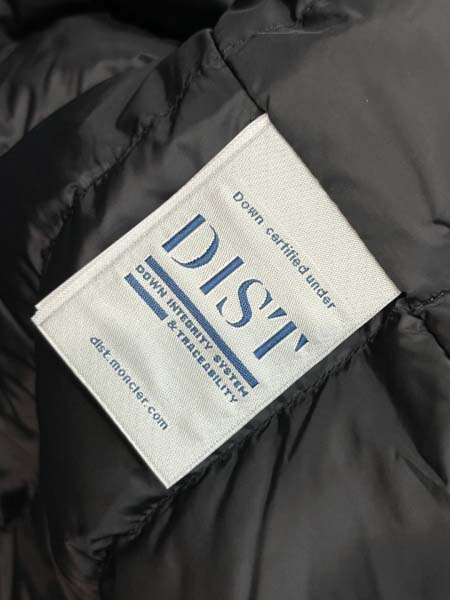 Down certified under
DIST
DOWN INTEGRITY SYSTEM
& TRACEABILITY
dist.moncler.com